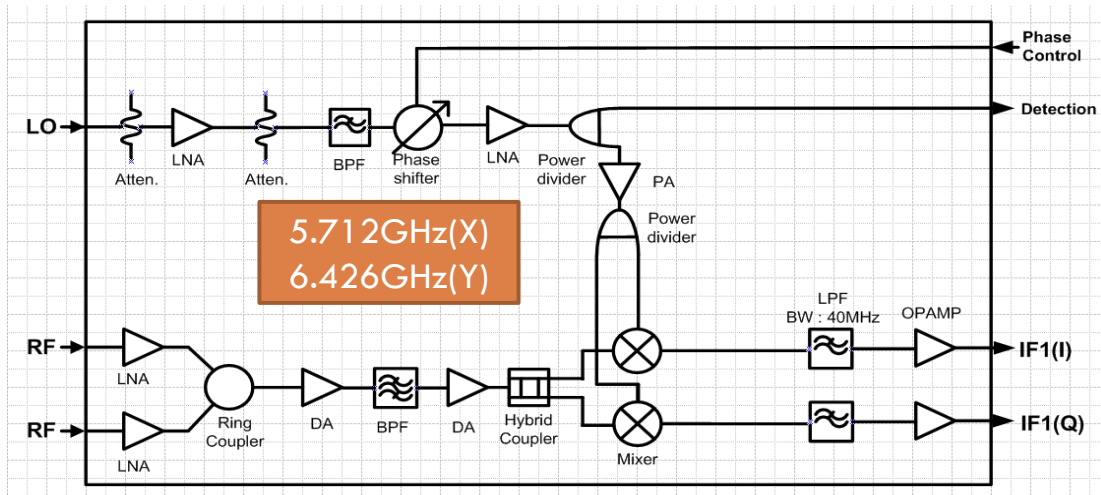 Phase
Control
Detection
LO
LNA
LNA
Power
divider
BPF
Phase
shifter
Atten.
Atten.
PA
Power
divider
5.712GHz(X)
6.426GHz(Y)
LPF
BW : 40MHz
OPAMP
RF
IF1(I)
LNA
RF
Ring
Coupler
DA
BPF
DA
Hybrid
Coupler
IF1(Q)
LNA
Mixer